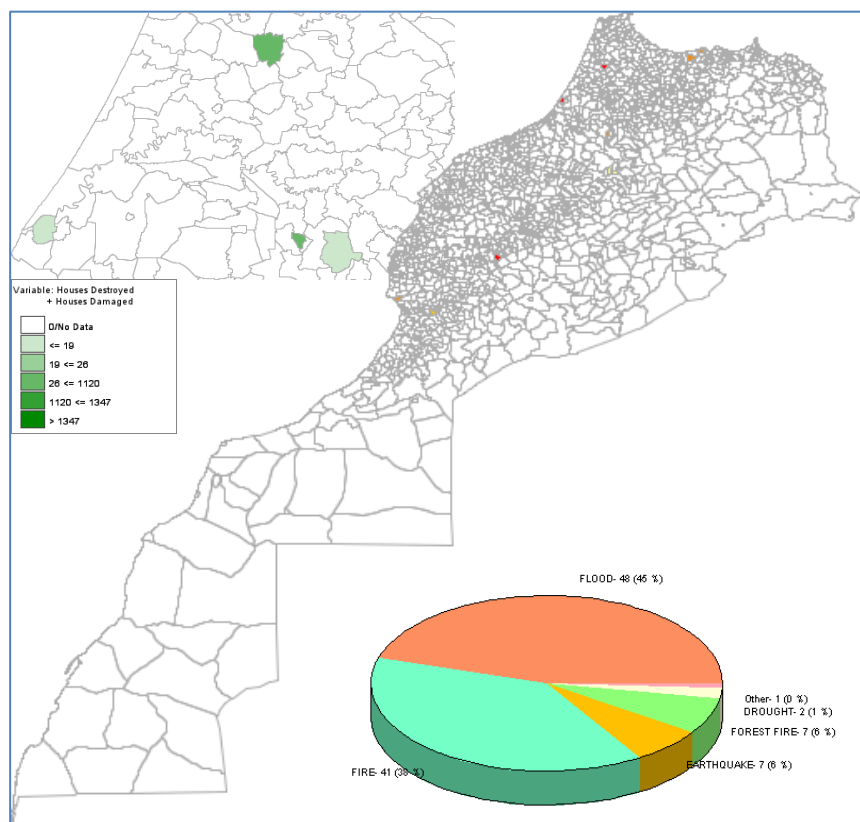 Variable: Houses Destroyed
+ Houses Damaged
0/No Data
<= 19
19 <= 26
26 <= 1120
1120 <= 1347
> 1347
FLOOD- 48 (45 %)
Other- 1 (0 %)
DROUGHT- 2 (1 %)
FOREST FIRE- 7 (6 %)
EARTHQUAKE- 7 (6 %)
FIRE- 41 (38 %)